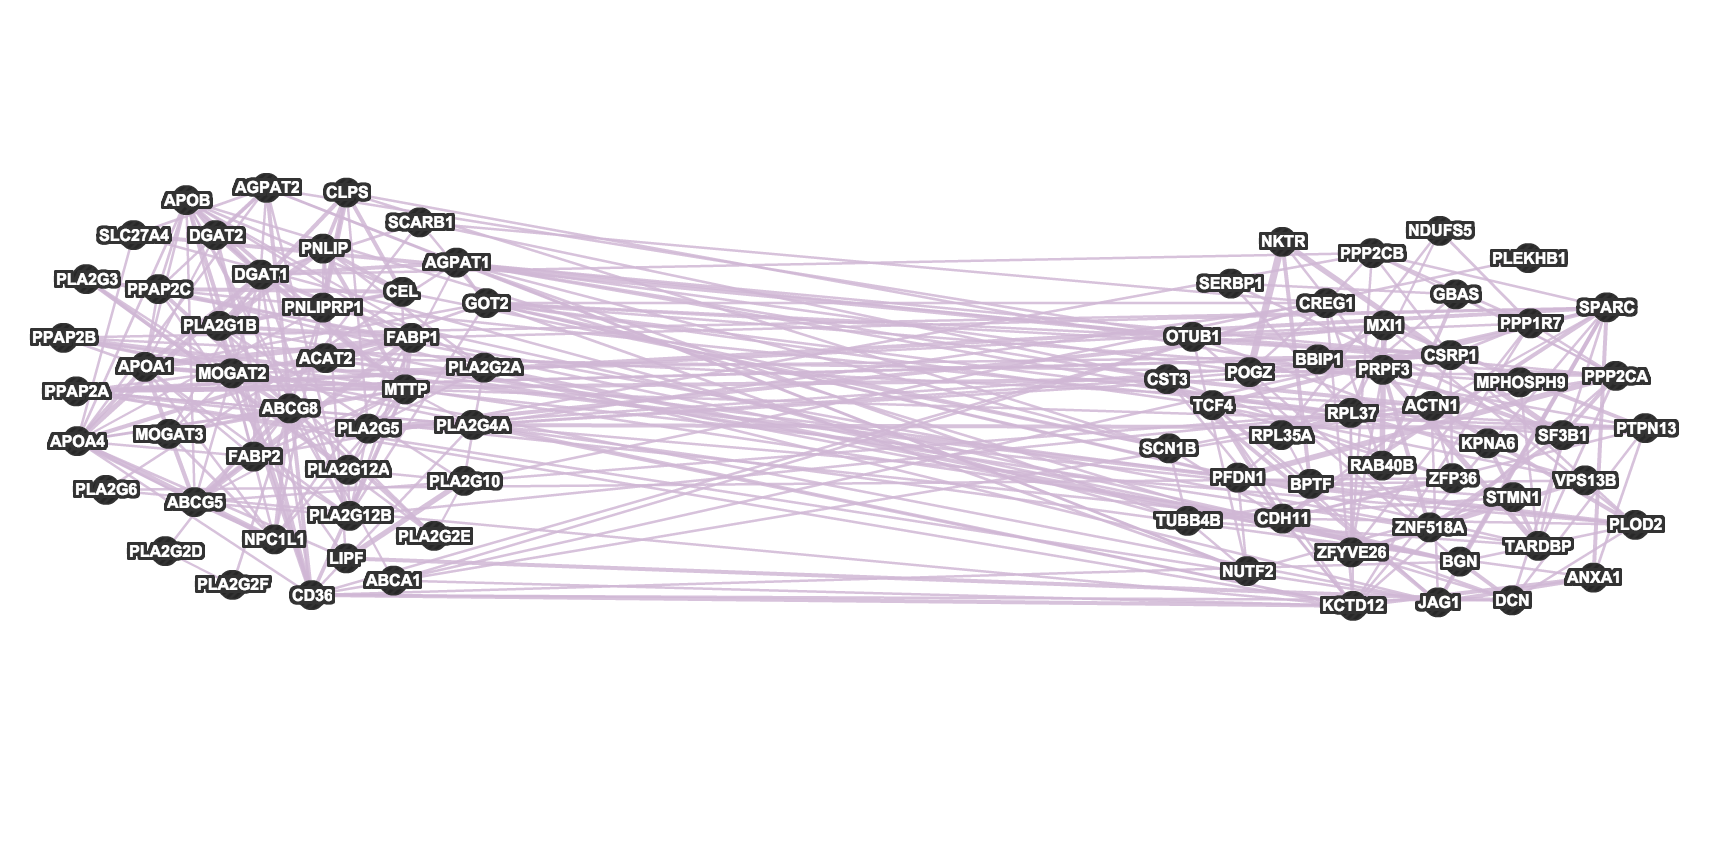 AGPAT2
CLPS
APOB
SCARB1
SLC27A4
DGAT2
PNLIP
AGPAT1
PLA2G3
DGAT1
PPAP2C
CEL
GOT2
PNLIPRP1
PLA2G1B
PPAP2B
FABP1
ACAT2
APOA1
MOGAT2
PLA2G2A
PPAP2A
MTTP
ABCG8
PLA2G4A
PLA2G5
MOGAT3
APOA4
FABP2
PLA2G12A
PLA2G10
PLA2G6
ABCG5
PLA2G12B
PLA2G2E
NPC1L1
PLA2G2D
LIPF
ABCA1
PLA2G2F
CD36
NDUFS5
NKTR
PPP2CB
PLEKHB1
SERBP1
GBAS
CREG1
SPARC
MXI1
PPP1R7
OTUB1
BBIP1
CSRP1
PRPF3
POGZ
CST3
MPHOSPH9
PPP2CA
TCF4
ACTN1
RPL37
PTPN13
RPL35A
SF3B1
KPNA6
SCN1B
RAB40B
PFDN1
ZFP36
BPTF
VPS13B
STMN1
TUBB4B
CDH11
PLOD2
ZNF518A
TARDBP
ZFYVE26
BGN
NUTF2
ANXA1
KCTD12
JAG1
DCN